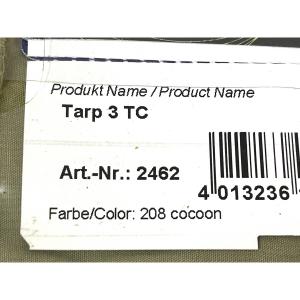 Produkt Name / Product Name
Tarp 3 TC
Art.-Nr.: 2462
4 013236
Farbe/Color: 208 cocoon